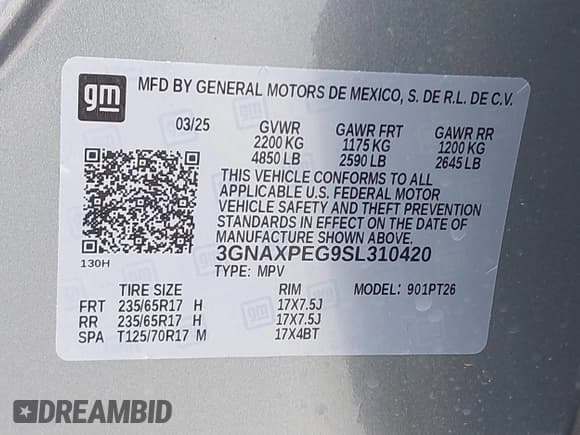 gm
MFD BY GENERAL MOTORS DE MEXICO, S. DE R.L. DE C.V.
03/25 GVWR GAWR FRT GAWR RR
2200 KG 1175 KG 1200 KG
4850 LB 2590 LB 2645 LB
THIS VEHICLE CONFORMS TO ALL
APPLICABLE U.S. FEDERAL MOTOR
VEHICLE SAFETY AND THEFT PREVENTION
STANDARDS IN EFFECT ON THE DATE
OF MANUFACTURE SHOWN ABOVE.
130H
3GNAXPEG9SL310420
TYPE: MPV
TIRE SIZE RIM MODEL: 901PT26
FRT 235/65R17 H 17X7.5J
RR 235/65R17 H 17X7.5J
SPA T125/70R17 M 17X4BT
DREAMBID